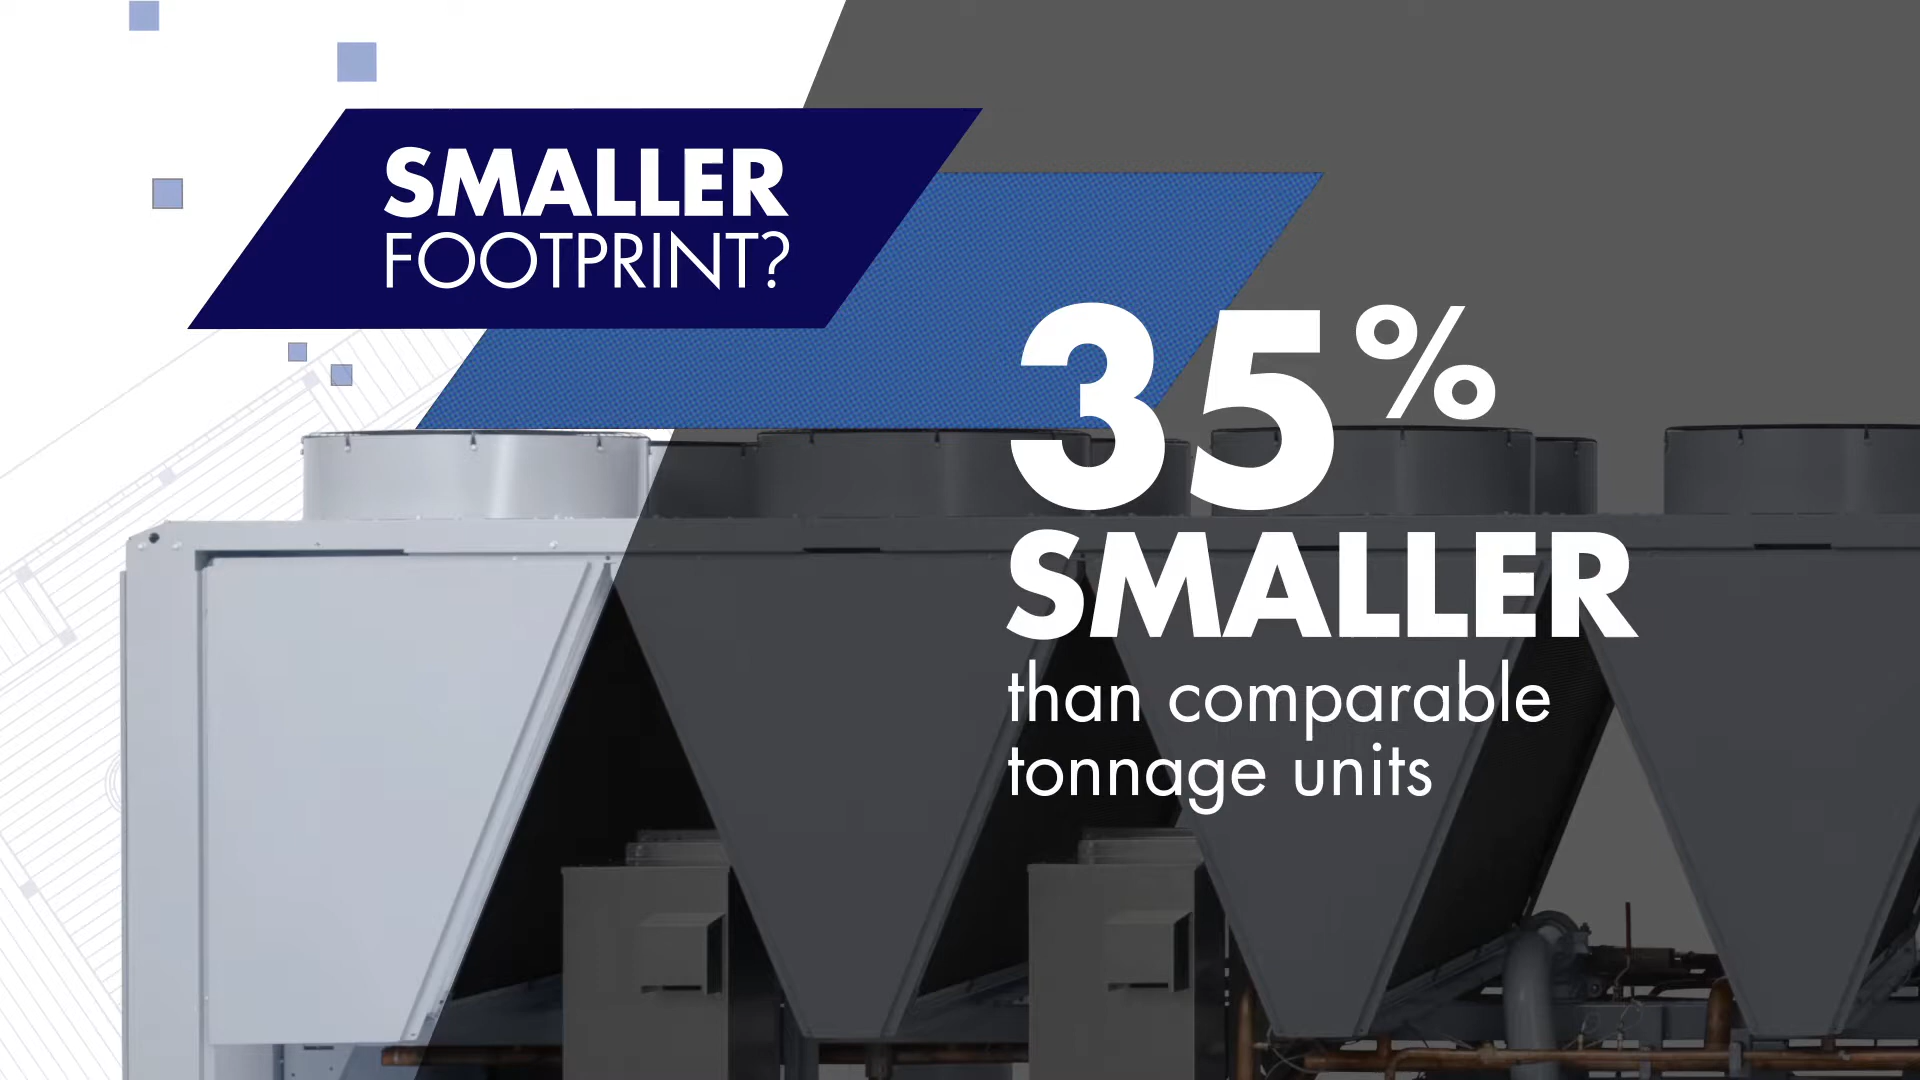 SMALLER
FOOTPRINT?
35%
SMALLER
than comparable
tonnage units